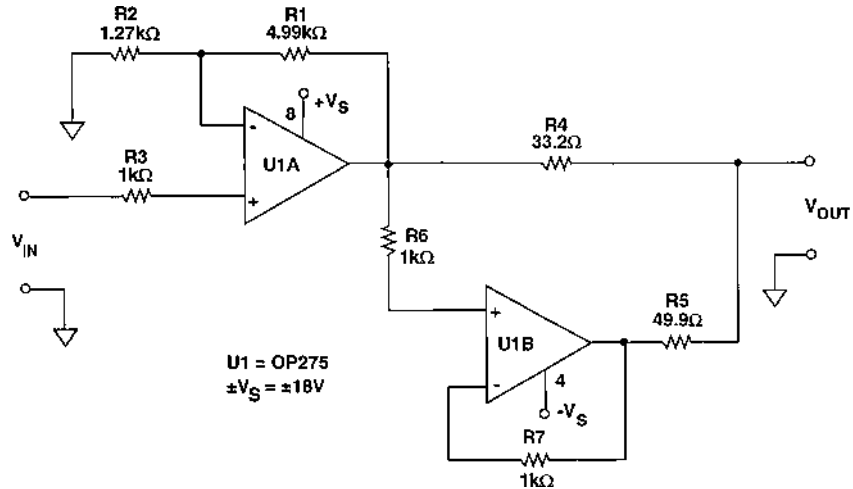 R2
1.27kΩ
R1
4.99kΩ
+VS
8
-
U1A
+
R3
1kΩ
VIN
R4
33.2Ω
VOUT
R6
1kΩ
+
U1B
-
4
-VS
R5
49.9Ω
R7
1kΩ
U1 = OP275
±VS = ±18V